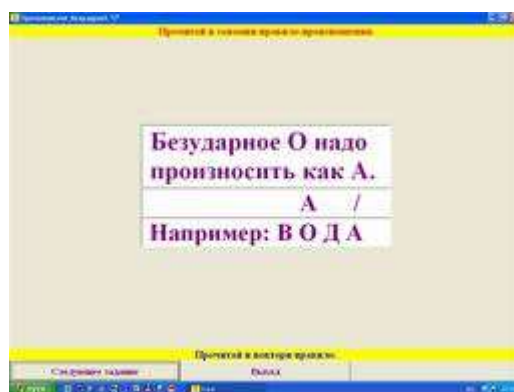 Прочитай и запомни правило произношения.
Безударное О надо
произносить как А.
А /
Например: В О Д А
Прочитай и повтори правило.
Следующее задание
Выход